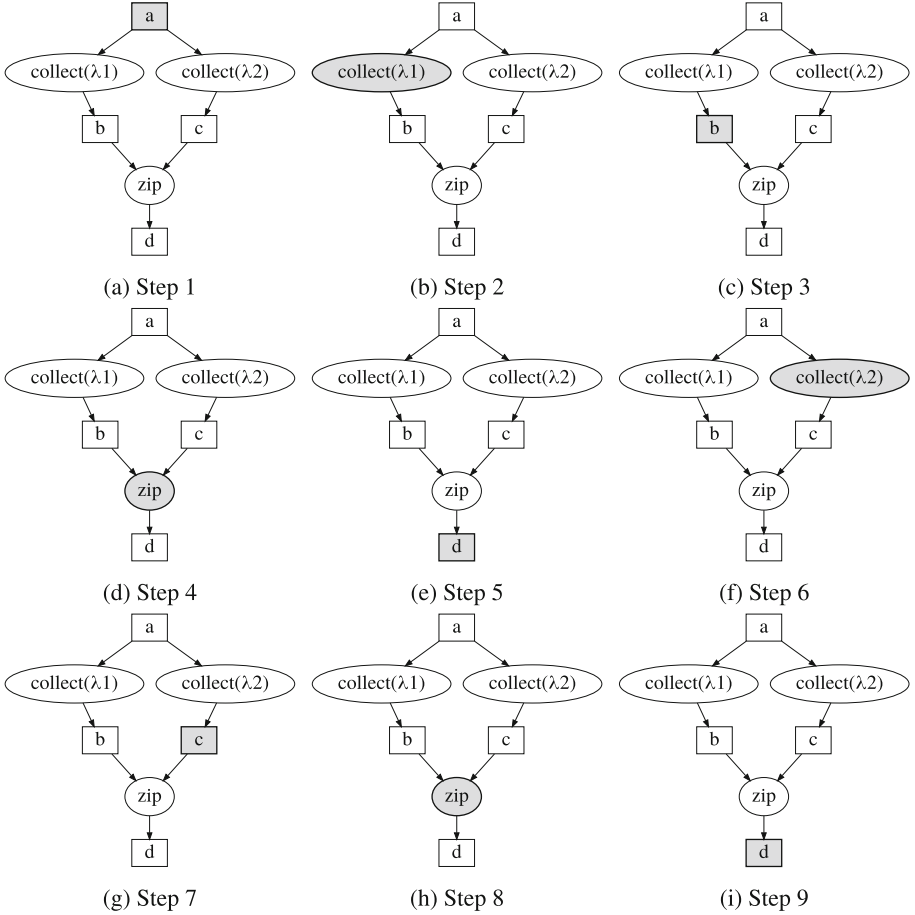 a a a
collect(λ1) collect(λ2) collect(λ1) collect(λ2) collect(λ1) collect(λ2)
b c b c b c
zip zip zip
d d d
(a) Step 1 (b) Step 2 (c) Step 3
a a a
collect(λ1) collect(λ2) collect(λ1) collect(λ2) collect(λ1) collect(λ2)
b c b c b c
zip zip zip
d d d
(d) Step 4 (e) Step 5 (f) Step 6
a a a
collect(λ1) collect(λ2) collect(λ1) collect(λ2) collect(λ1) collect(λ2)
b c b c b c
zip zip zip
d d d
(g) Step 7 (h) Step 8 (i) Step 9